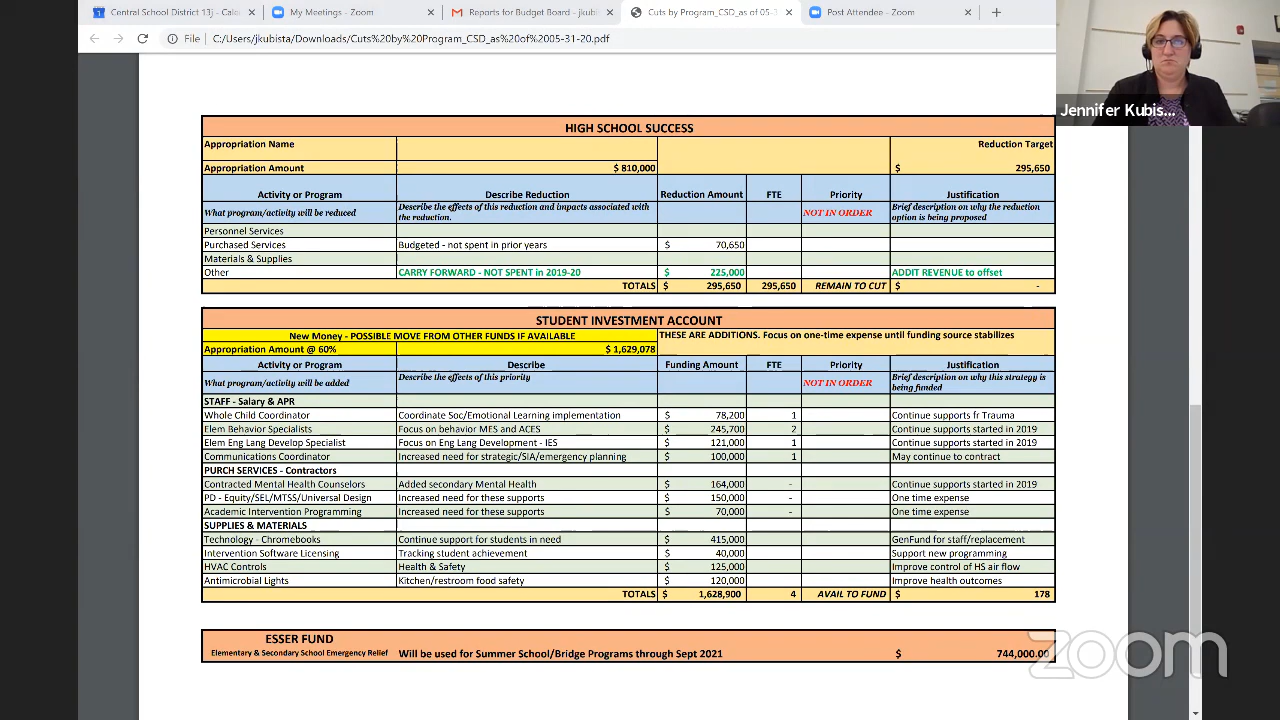 Central School District 13j - Cale
My Meetings - Zoom
Reports for Budget Board - jkubi
Cuts by Program_CSD_as of 05-3
Post Attendee - Zoom
File C:/Users/jkubista/Downloads/Cuts%20by%20Program_CSD_as%20of%2005-31-20.pdf
Jennifer Kubis...
HIGH SCHOOL SUCCESS
Appropriation Name Reduction Target
Appropriation Amount $ 810,000 $ 295,650
Activity or Program Describe Reduction Reduction Amount FTE Priority Justification
What program/activity will be reduced Describe the effects of this reduction and impacts associated with the reduction. NOT IN ORDER Brief description on why the reduction option is being proposed
Personnel Services
Purchased Services Budgeted - not spent in prior years $ 70,650
Materials & Supplies
Other CARRY FORWARD - NOT SPENT in 2019-20 $ 225,000 ADDIT REVENUE to offset
TOTALS $ 295,650 295,650 REMAIN TO CUT $ -
STUDENT INVESTMENT ACCOUNT
New Money - POSSIBLE MOVE FROM OTHER FUNDS IF AVAILABLE THESE ARE ADDITIONS. Focus on one-time expense until funding source stabilizes
Appropriation Amount @ 60% $ 1,629,078
Activity or Program Describe Funding Amount FTE Priority Justification
What program/activity will be added Describe the effects of this priority NOT IN ORDER Brief description on why this strategy is being funded
STAFF - Salary & APR
Whole Child Coordinator Coordinate Soc/Emotional Learning implementation $ 78,200 1 Continue supports fr Trauma
Elem Behavior Specialists Focus on behavior MES and ACES $ 245,700 2 Continue supports started in 2019
Elem Eng Lang Develop Specialist Focus on Eng Lang Development - IES $ 121,000 1 Continue supports started in 2019
Communications Coordinator Increased need for strategic/SIA/emergency planning $ 100,000 1 May continue to contract
PURCH SERVICES - Contractors
Contracted Mental Health Counselors Added secondary Mental Health $ 164,000 - Continue supports started in 2019
PD - Equity/SEL/MTSS/Universal Design Increased need for these supports $ 150,000 - One time expense
Academic Intervention Programming Increased need for these supports $ 70,000 - One time expense
SUPPLIES & MATERIALS
Technology - Chromebooks Continue support for students in need $ 415,000 GenFund for staff/replacement
Intervention Software Licensing Tracking student achievement $ 40,000 Support new programming
HVAC Controls Health & Safety $ 125,000 Improve control of HS air flow
Antimicrobial Lights Kitchen/restroom food safety $ 120,000 Improve health outcomes
TOTALS $ 1,628,900 4 AVAIL TO FUND $ 178
ESSER FUND
Elementary & Secondary School Emergency Relief Will be used for Summer School/Bridge Programs through Sept 2021 $ 744,000.00
zoom